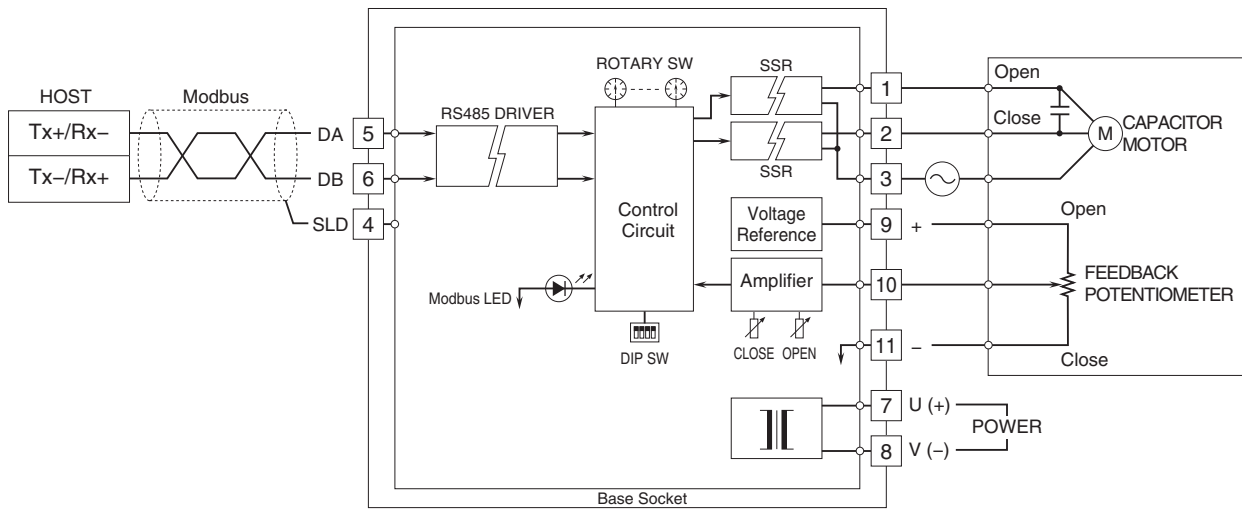 HOST
Tx+/Rx−
Tx−/Rx+
Modbus
DA
DB
SLD
5
6
4
RS485 DRIVER
ROTARY SW
Control
Circuit
Modbus LED
DIP SW
SSR
SSR
Voltage
Reference
Amplifier
CLOSE
OPEN
1
2
3
9
+
10
11
−
7
U (+)
8
V (−)
POWER
Open
Close
M
CAPACITOR
MOTOR
Open
FEEDBACK
POTENTIOMETER
Close
Base Socket